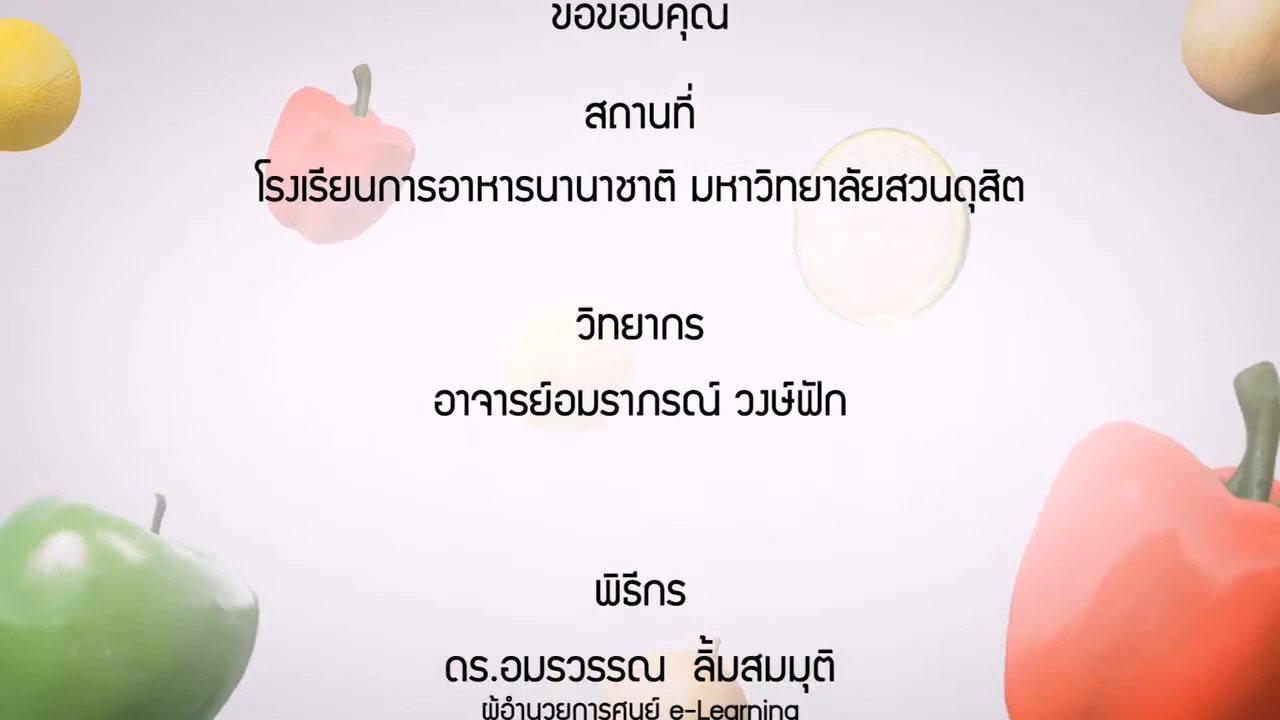 ขอขอบคุณ
สถานที่
โรงเรียนการอาหารนานาชาติ มหาวิทยาลัยสวนดุสิต
วิทยากร
อาจารย์อมราภรณ์ วงษ์ฟัก
พิธีกร
ดร.อมรวรรณ ลิ้มสมมุติ
ผู้อำนวยการศูนย์ e-Learning